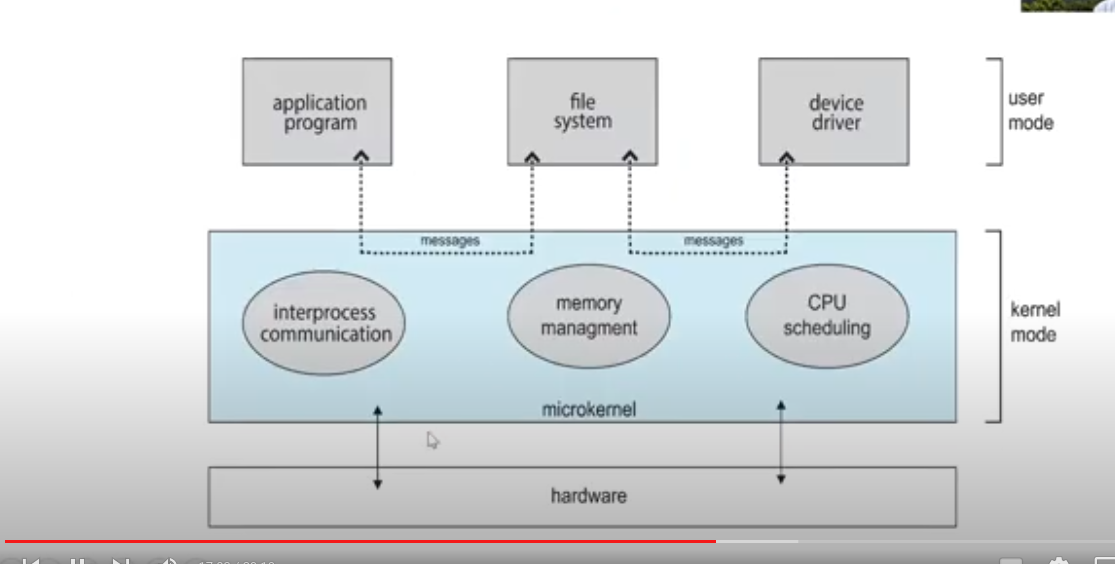 application
program
file
system
device
driver
user
mode
messages
messages
interprocess
communication
memory
managment
CPU
scheduling
kernel
mode
microkernel
hardware